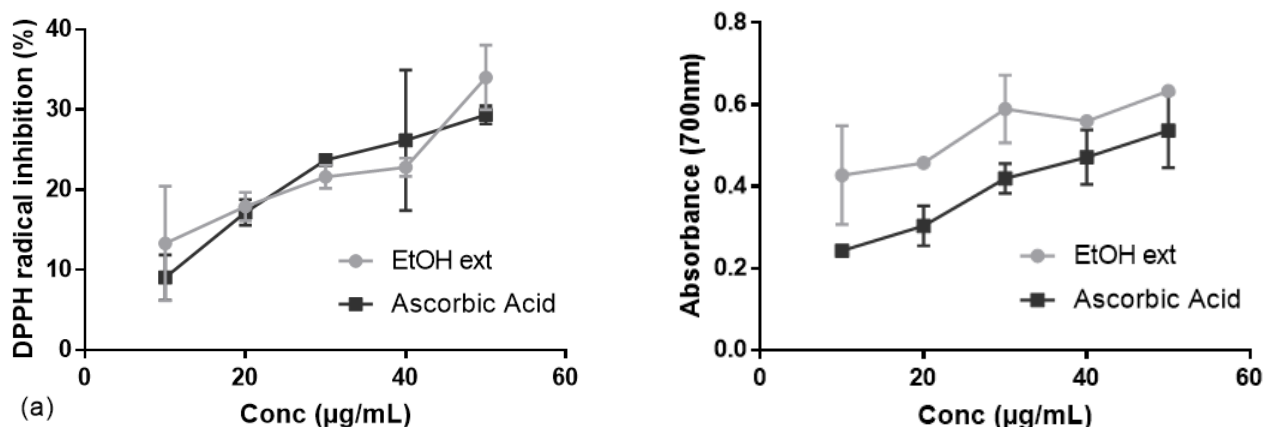 DPPH radical inhibition (%)
40
30
20
10
0
EtOH ext
Ascorbic Acid
0 20 40 60
Conc (µg/mL)
(a)
Absorbance (700nm)
0.8
0.6
0.4
0.2
0.0
EtOH ext
Ascorbic Acid
0 20 40 60
Conc (µg/mL)